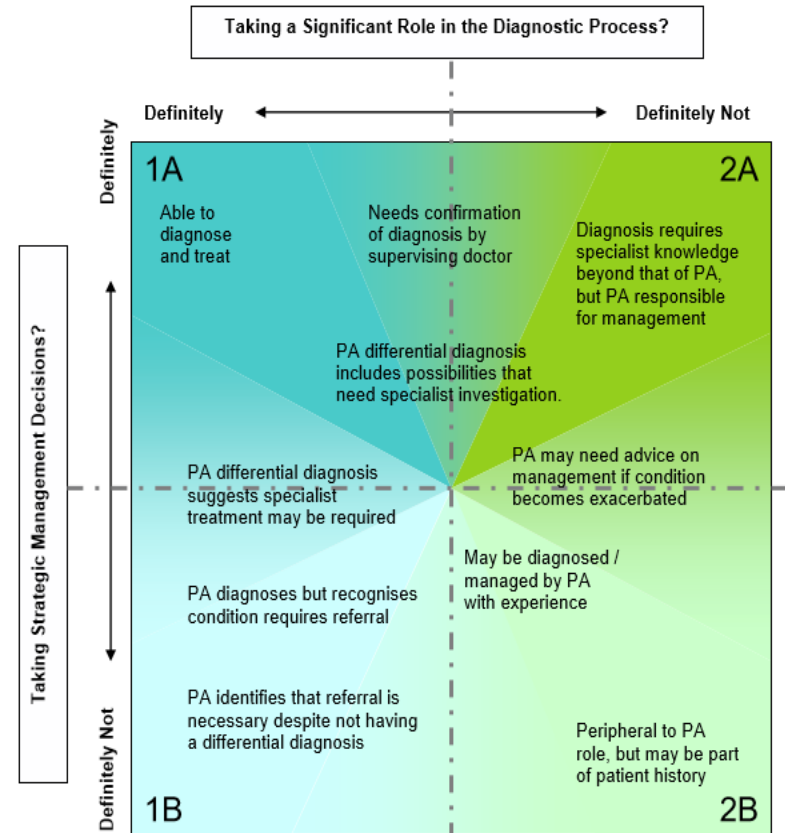 Taking a Significant Role in the Diagnostic Process?
Definitely
Definitely Not
Definitely
Taking Strategic Management Decisions?
Definitely Not
1A
2A
Able to
diagnose
and treat
Needs confirmation
of diagnosis by
supervising doctor
Diagnosis requires
specialist knowledge
beyond that of PA,
but PA responsible
for management
PA differential diagnosis
includes possibilities that
need specialist investigation.
PA differential diagnosis
suggests specialist
treatment may be required
PA may need advice on
management if condition
becomes exacerbated
May be diagnosed /
managed by PA
with experience
PA diagnoses but recognises
condition requires referral
PA identifies that referral is
necessary despite not having
a differential diagnosis
Peripheral to PA
role, but may be part
of patient history
1B
2B